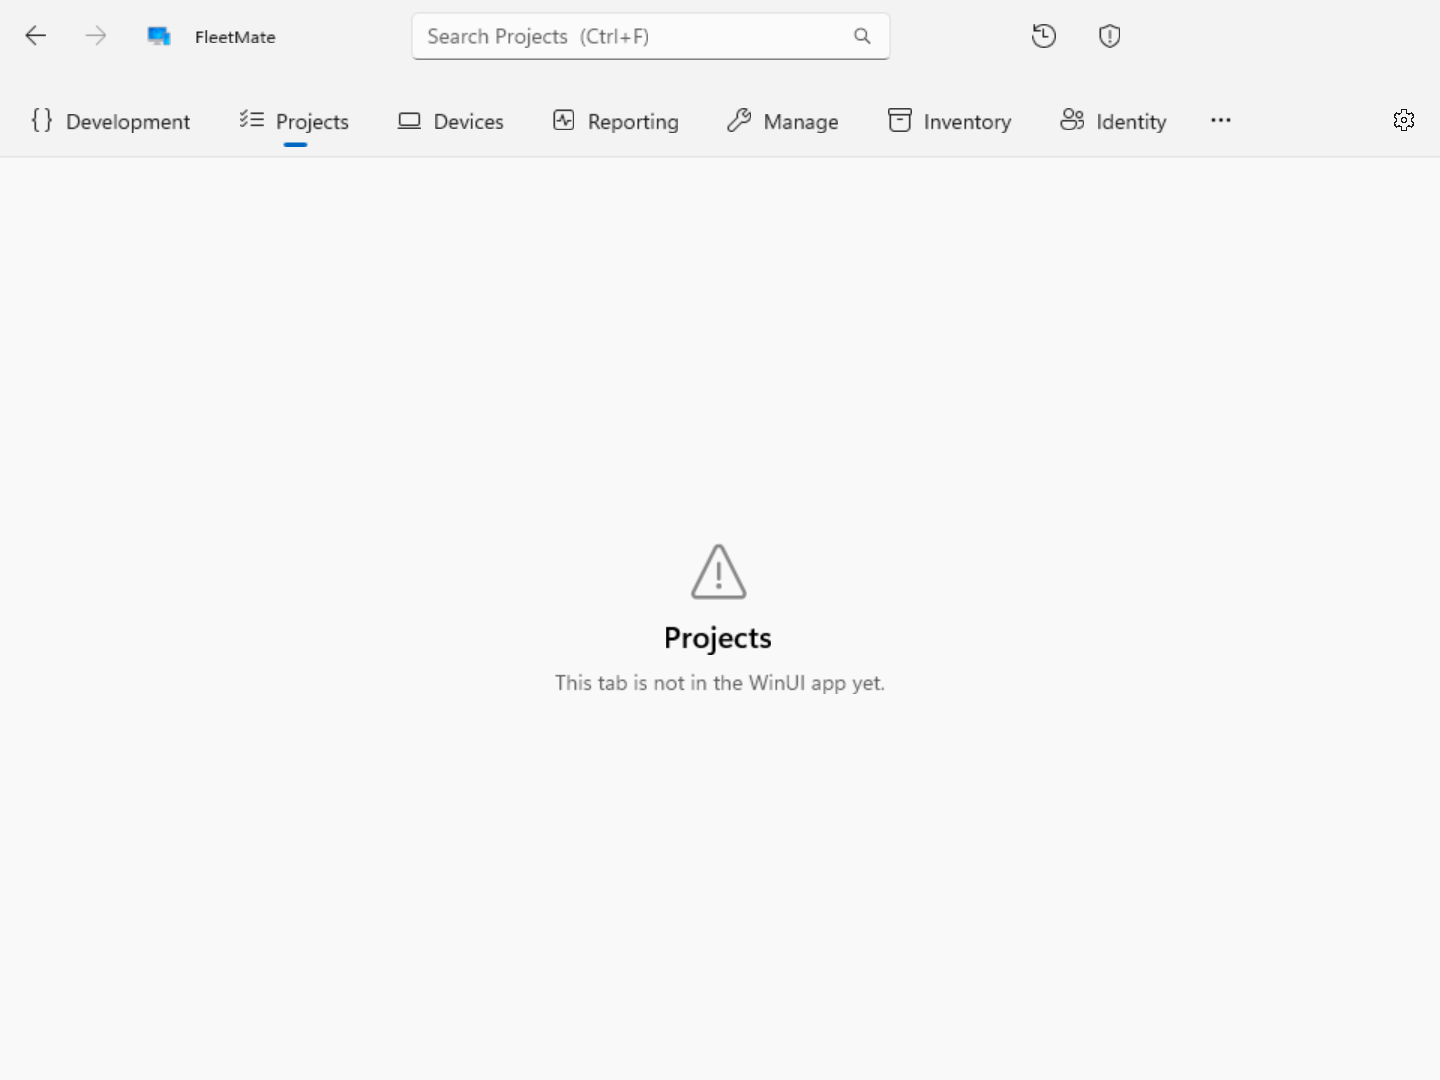 FleetMate
Search Projects (Ctrl+F)
Development Projects Devices Reporting Manage Inventory Identity
Projects
This tab is not in the WinUI app yet.